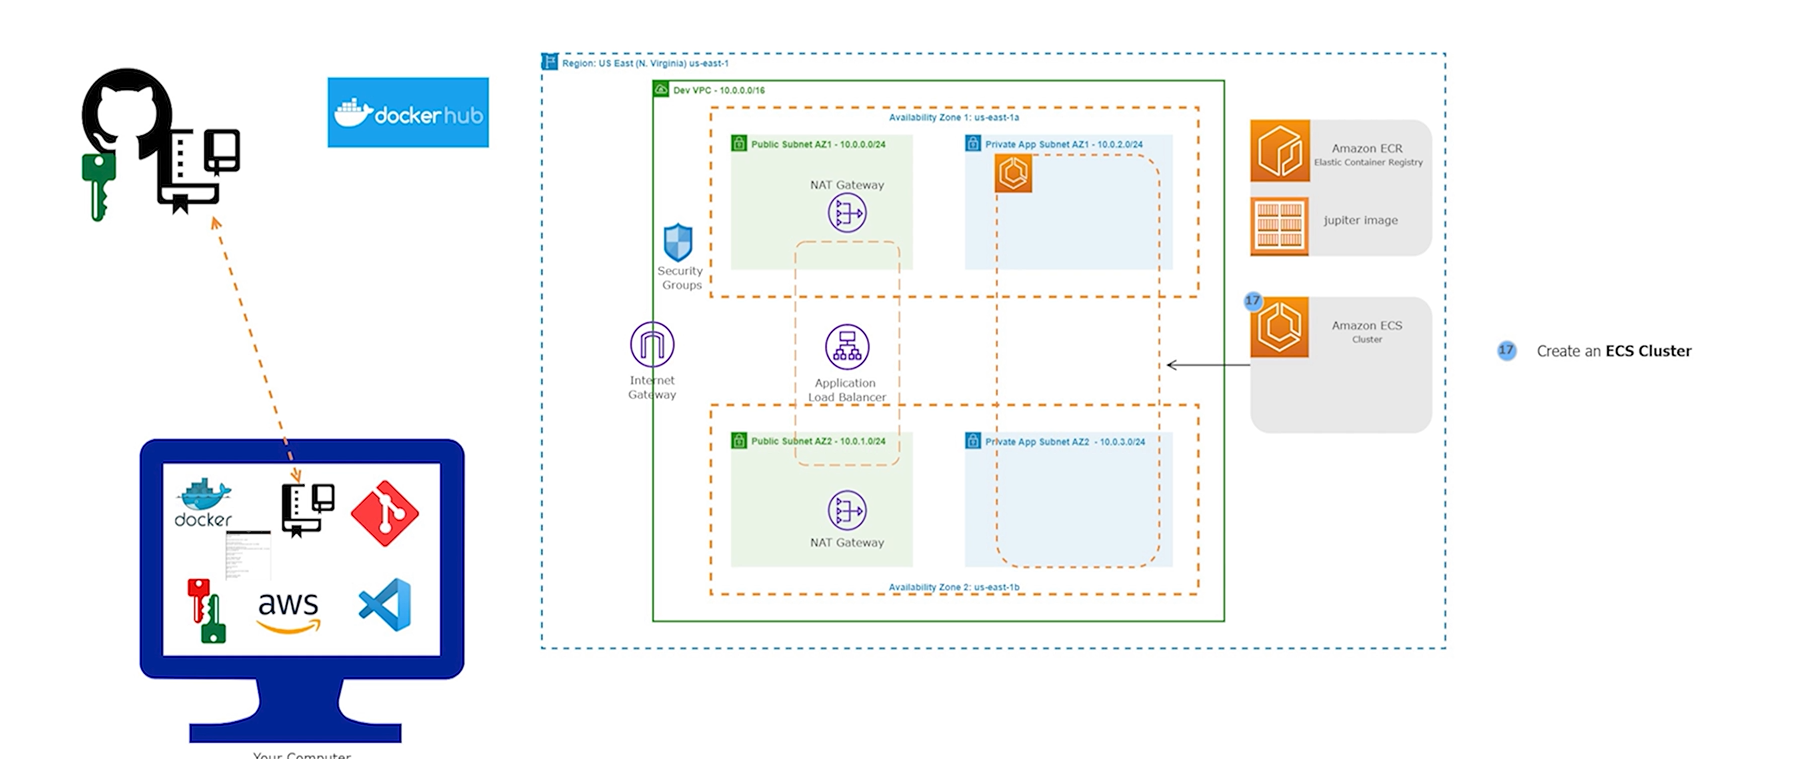 dockerhub
Region: US East (N. Virginia) us-east-1
Dev VPC - 10.0.0.0/16
Availability Zone 1: us-east-1a
Public Subnet AZ1 - 10.0.0.0/24
Private App Subnet AZ1 - 10.0.2.0/24
NAT Gateway
Security
Groups
Amazon ECR
Elastic Container Registry
jupiter image
Internet
Gateway
Application
Load Balancer
17
Amazon ECS
Cluster
17 Create an ECS Cluster
Public Subnet AZ2 - 10.0.1.0/24
Private App Subnet AZ2 - 10.0.3.0/24
NAT Gateway
Availability Zone 2: us-east-1b
docker
aws
Your Computer